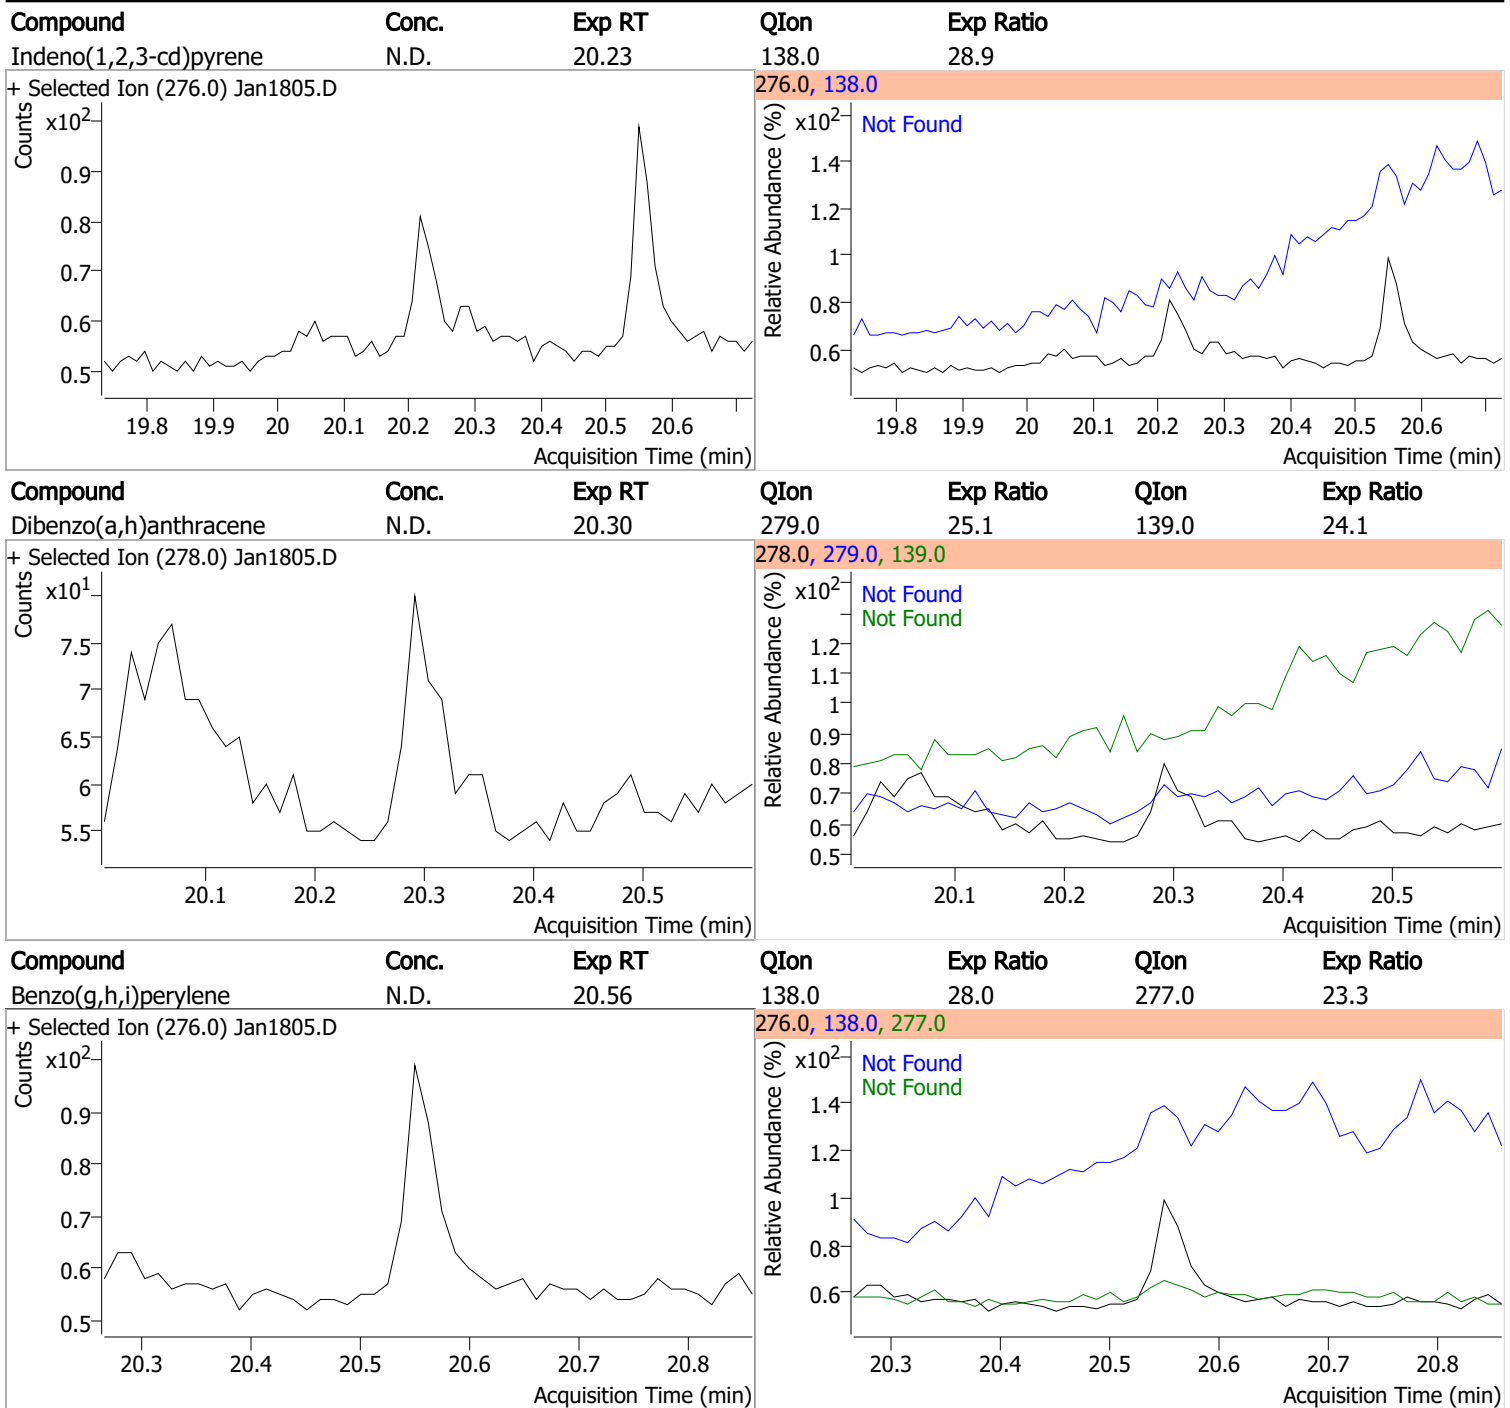 Compound Conc. Exp RT QIon Exp Ratio
Indeno(1,2,3-cd)pyrene N.D. 20.23 138.0 28.9
+ Selected Ion (276.0) Jan1805.D
Counts
x10²
0.9
0.8
0.7
0.6
0.5
19.8 19.9 20 20.1 20.2 20.3 20.4 20.5 20.6
Acquisition Time (min)
276.0, 138.0
Relative Abundance (%)
x10²
Not Found
1.4
1.2
1
0.8
0.6
19.8 19.9 20 20.1 20.2 20.3 20.4 20.5 20.6
Acquisition Time (min)
Compound Conc. Exp RT QIon Exp Ratio QIon Exp Ratio
Dibenzo(a,h)anthracene N.D. 20.30 279.0 25.1 139.0 24.1
+ Selected Ion (278.0) Jan1805.D
Counts
x10¹
7.5
7
6.5
6
5.5
20.1 20.2 20.3 20.4 20.5
Acquisition Time (min)
278.0, 279.0, 139.0
Relative Abundance (%)
x10²
Not Found
Not Found
1.2
1.1
1
0.9
0.8
0.7
0.6
0.5
20.1 20.2 20.3 20.4 20.5
Acquisition Time (min)
Compound Conc. Exp RT QIon Exp Ratio QIon Exp Ratio
Benzo(g,h,i)perylene N.D. 20.56 138.0 28.0 277.0 23.3
+ Selected Ion (276.0) Jan1805.D
Counts
x10²
0.9
0.8
0.7
0.6
0.5
20.3 20.4 20.5 20.6 20.7 20.8
Acquisition Time (min)
276.0, 138.0, 277.0
Relative Abundance (%)
x10²
Not Found
Not Found
1.4
1.2
1
0.8
0.6
20.3 20.4 20.5 20.6 20.7 20.8
Acquisition Time (min)